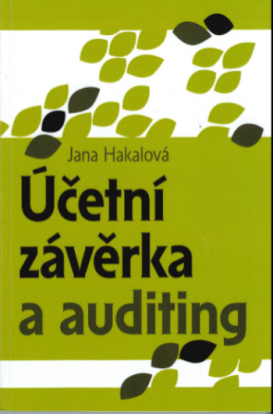 Jana Hakalová
Účetní
závěrka
a auditing